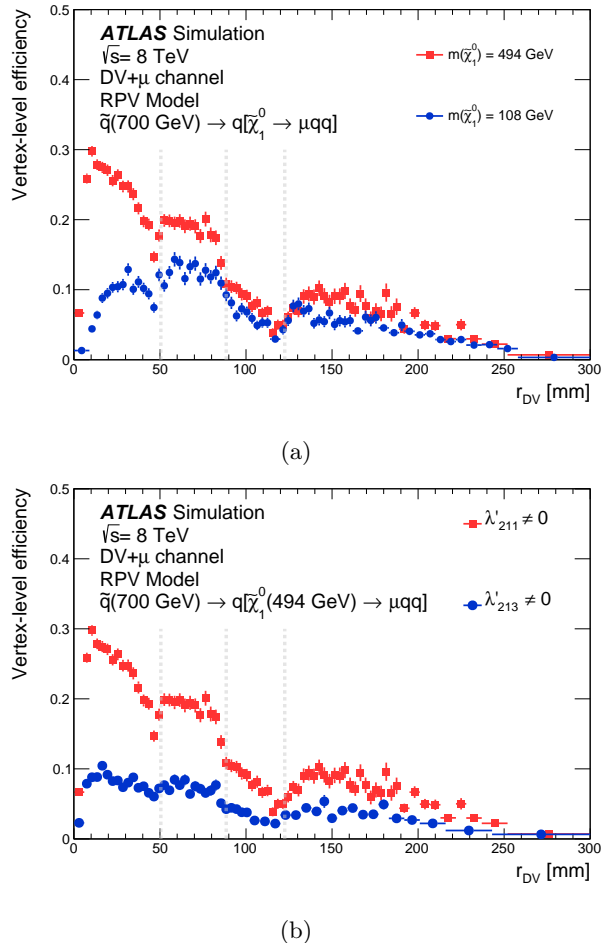 Vertex-level efficiency
0.5
0.4
0.3
0.2
0.1
0
ATLAS Simulation
√s= 8 TeV
DV+μ channel
RPV Model
q̃(700 GeV) → q[χ̃⁰₁ → μqq]
m(χ̃⁰₁) = 494 GeV
m(χ̃⁰₁) = 108 GeV
0 50 100 150 200 250 300
r_DV [mm]
(a)
Vertex-level efficiency
0.5
0.4
0.3
0.2
0.1
0
ATLAS Simulation
√s= 8 TeV
DV+μ channel
RPV Model
q̃(700 GeV) → q[χ̃⁰₁(494 GeV) → μqq]
λ'₂₁₁ ≠ 0
λ'₂₁₃ ≠ 0
0 50 100 150 200 250 300
r_DV [mm]
(b)